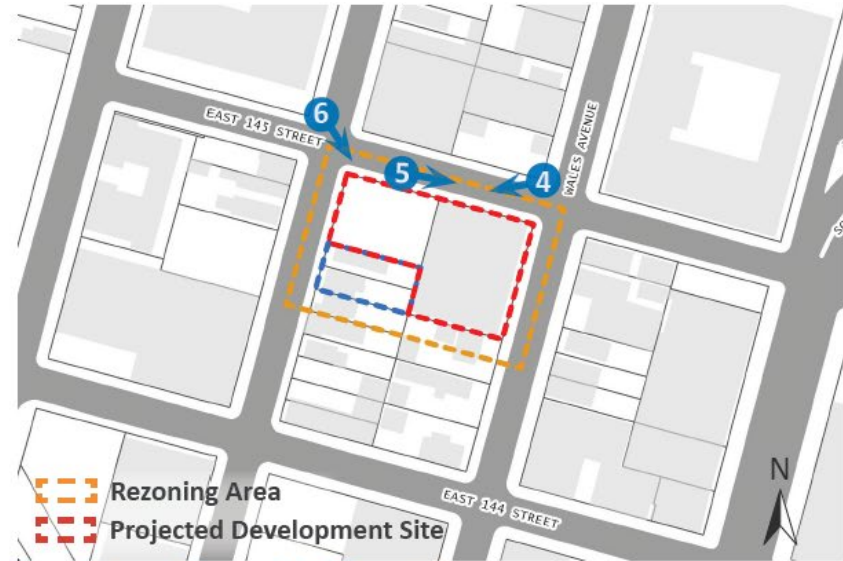 6
EAST 145 STREET
5
4
WALES AVENUE
N
EAST 144 STREET
Rezoning Area
Projected Development Site